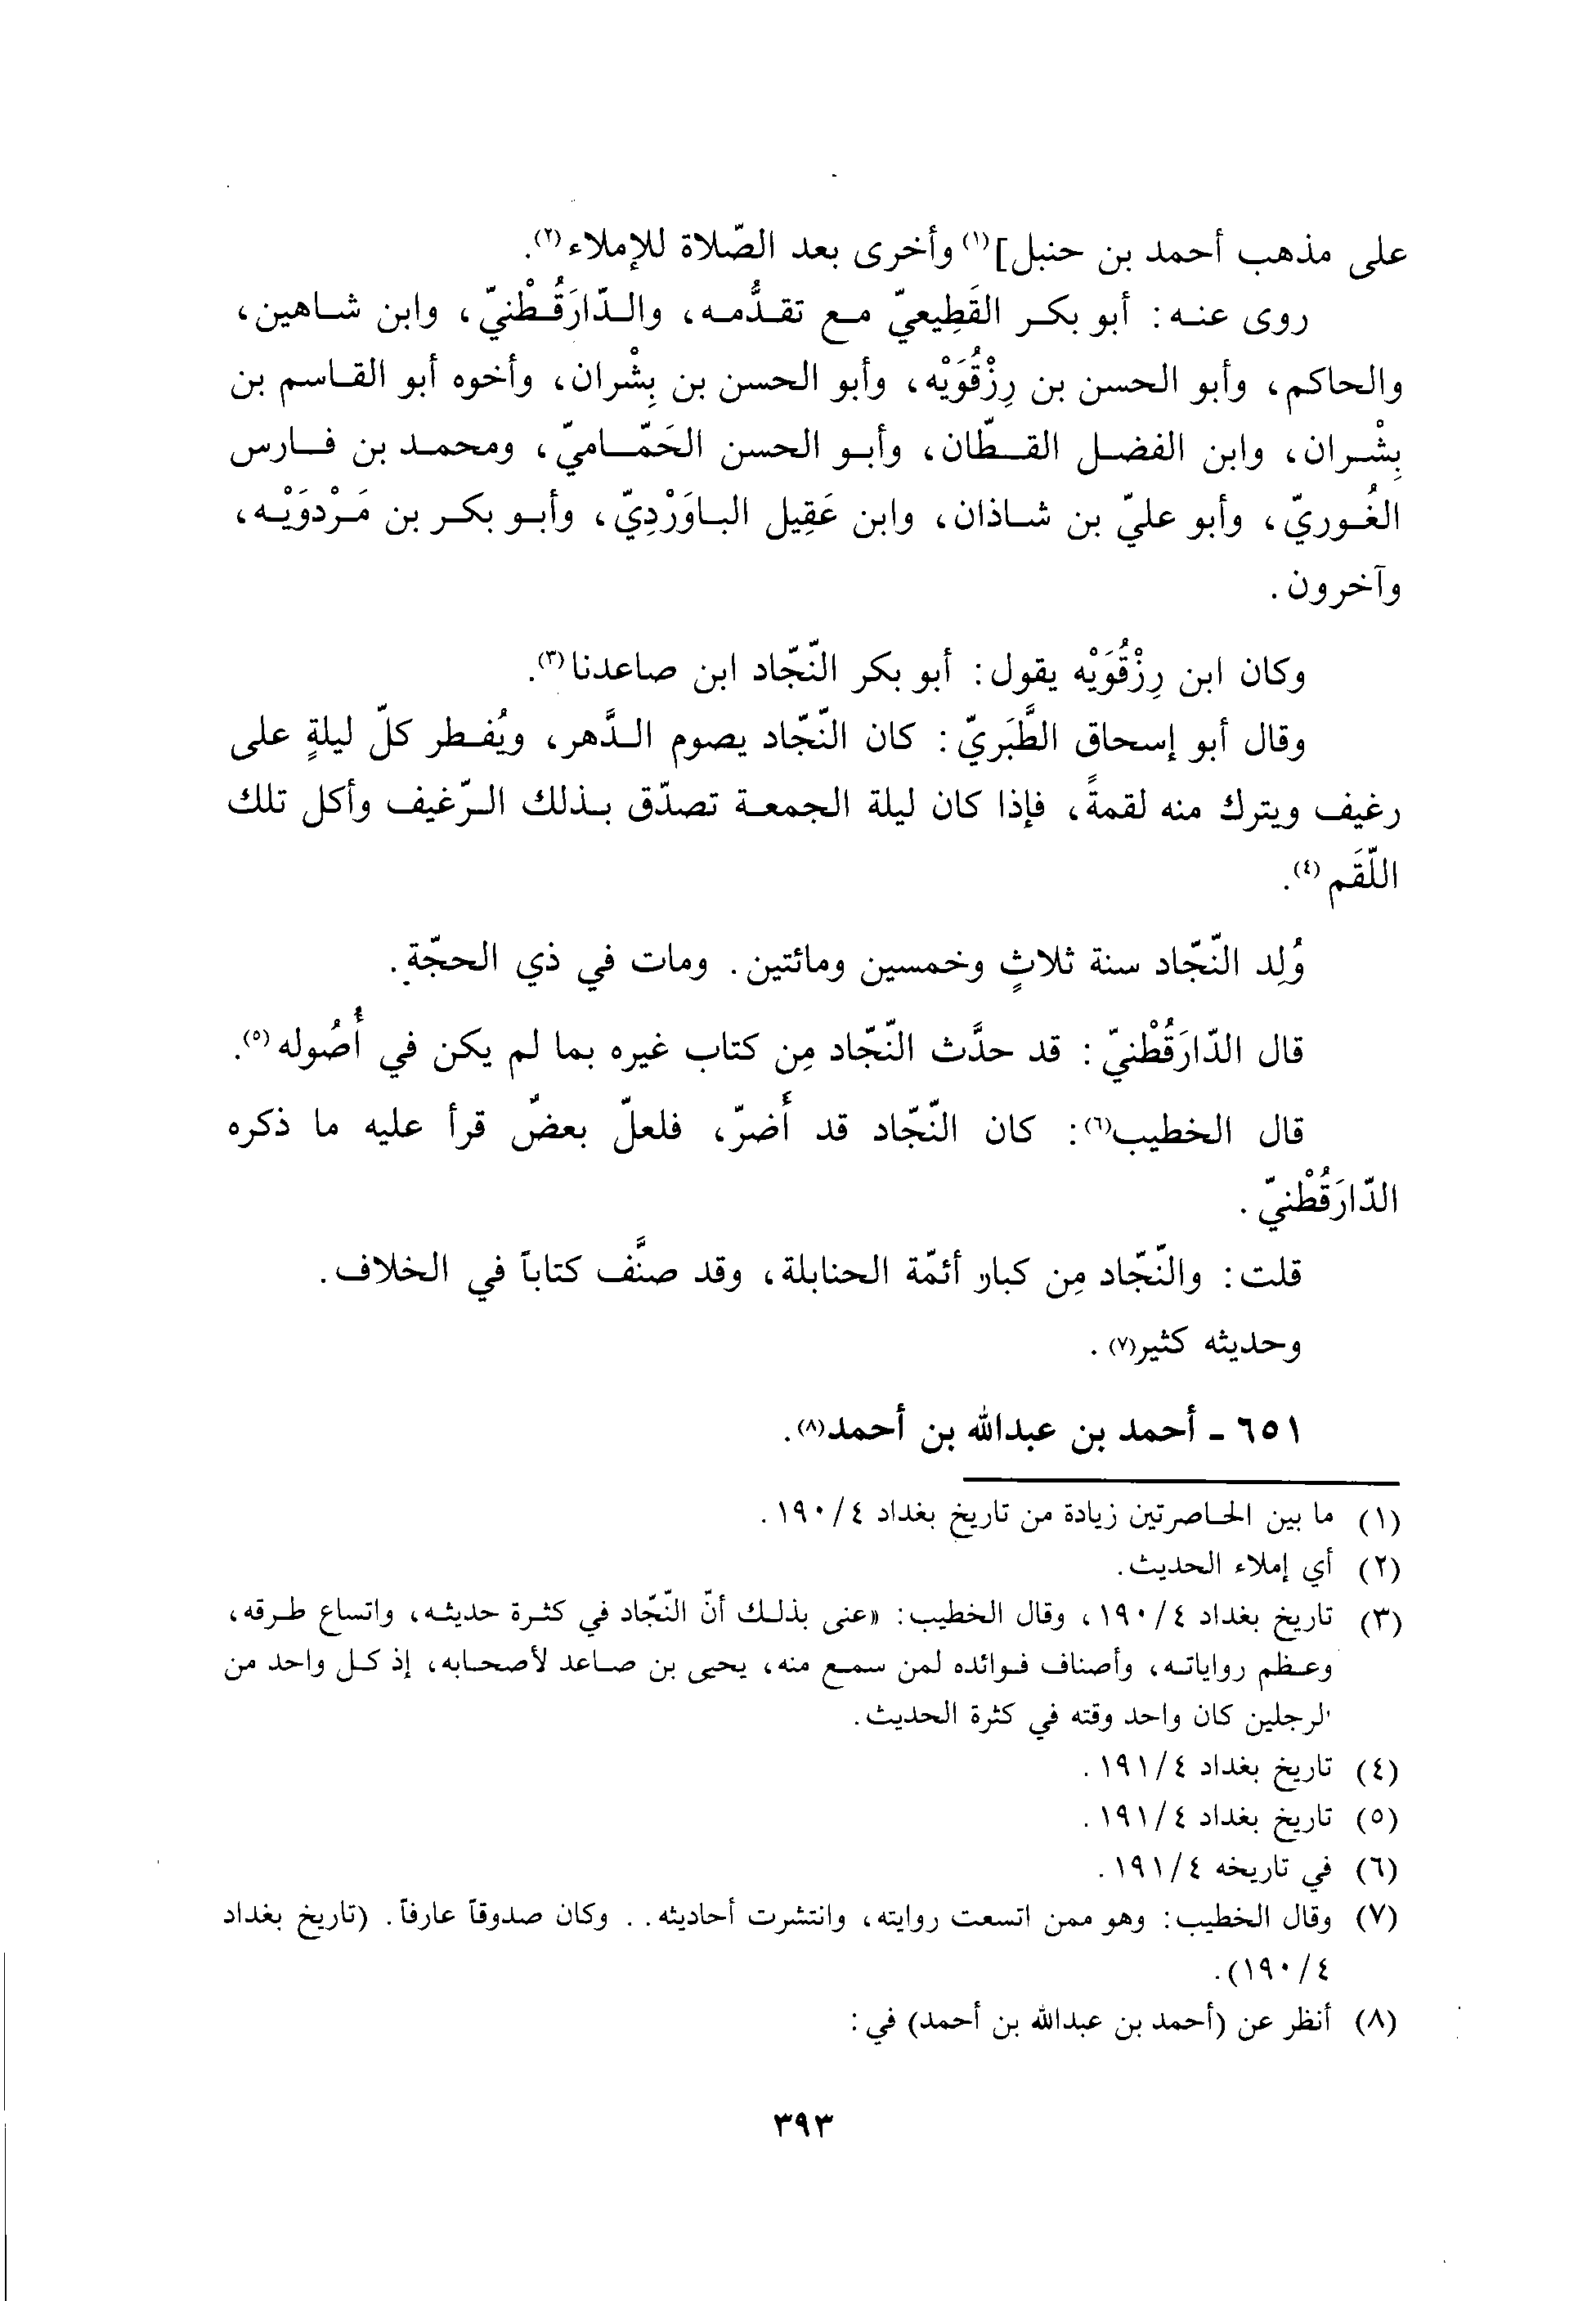 على مذهب أحمد بن حنبل](١) وأخرى بعد الصّلاة للإملاء(٢).
روى عنه: أبو بكر القَطِيعيّ مع تقدُّمه، والدّارَقُطْنيّ، وابن شاهين،
والحاكم، وأبو الحسن بن رِزْقُوَيْه، وأبو الحسن بن بِشْران، وأخوه أبو القاسم بن
بِشْران، وابن الفضل القطّان، وأبو الحسن الحَمّاميّ، ومحمد بن فارس
الغُوريّ، وأبو عليّ بن شاذان، وابن عَقِيل الباوَرْدِيّ، وأبو بكر بن مَرْدوَيْه،
وآخرون.
وكان ابن رِزْقُوَيْه يقول: أبو بكر النّجّاد ابن صاعدنا(٣).
وقال أبو إسحاق الطَّبَريّ: كان النّجّاد يصوم الدَّهر، ويُفطر كلّ ليلةٍ على
رغيف ويترك منه لقمةً، فإذا كان ليلة الجمعة تصدّق بذلك الرّغيف وأكل تلك
اللّقَم(٤).
وُلِد النّجّاد سنة ثلاثٍ وخمسين ومائتين. ومات في ذي الحجّة.
قال الدّارَقُطْنيّ: قد حدَّث النّجّاد مِن كتاب غيره بما لم يكن في أُصُوله(٥).
قال الخطيب(٦): كان النّجّاد قد أَضرّ، فلعلّ بعضٌ قرأ عليه ما ذكره
الدّارَقُطْنيّ.
قلت: والنّجّاد مِن كبار أئمّة الحنابلة، وقد صنَّف كتاباً في الخلاف.
وحديثه كثير(٧).
٦٥١ - أحمد بن عبدالله بن أحمد(٨).
(١) ما بين الحاصرتين زيادة من تاريخ بغداد ٤/١٩٠.
(٢) أي إملاء الحديث.
(٣) تاريخ بغداد ٤/١٩٠، وقال الخطيب: «عنى بذلك أنّ النّجّاد في كثرة حديثه، واتساع طرقه،
وعظم رواياته، وأصناف فوائده لمن سمع منه، يحيى بن صاعد لأصحابه، إذ كل واحد من
الرجلين كان واحد وقته في كثرة الحديث.
(٤) تاريخ بغداد ٤/١٩١.
(٥) تاريخ بغداد ٤/١٩١.
(٦) في تاريخه ٤/١٩١.
(٧) وقال الخطيب: وهو ممن اتسعت روايته، وانتشرت أحاديثه.. وكان صدوقاً عارفاً. (تاريخ بغداد
٤/١٩٠).
(٨) أنظر عن (أحمد بن عبدالله بن أحمد) في:
٣٩٣